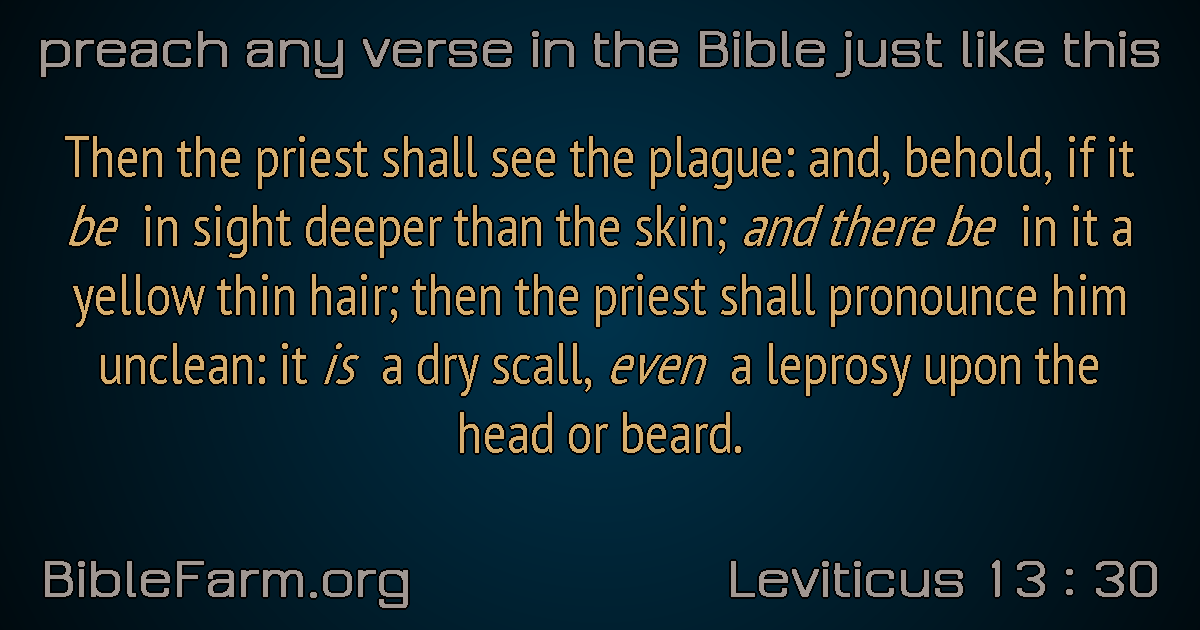 preach any verse in the Bible just like this
Then the priest shall see the plague: and, behold, if it
be in sight deeper than the skin; and there be in it a
yellow thin hair; then the priest shall pronounce him
unclean: it is a dry scall, even a leprosy upon the
head or beard.
BibleFarm.org
Leviticus 13 : 30